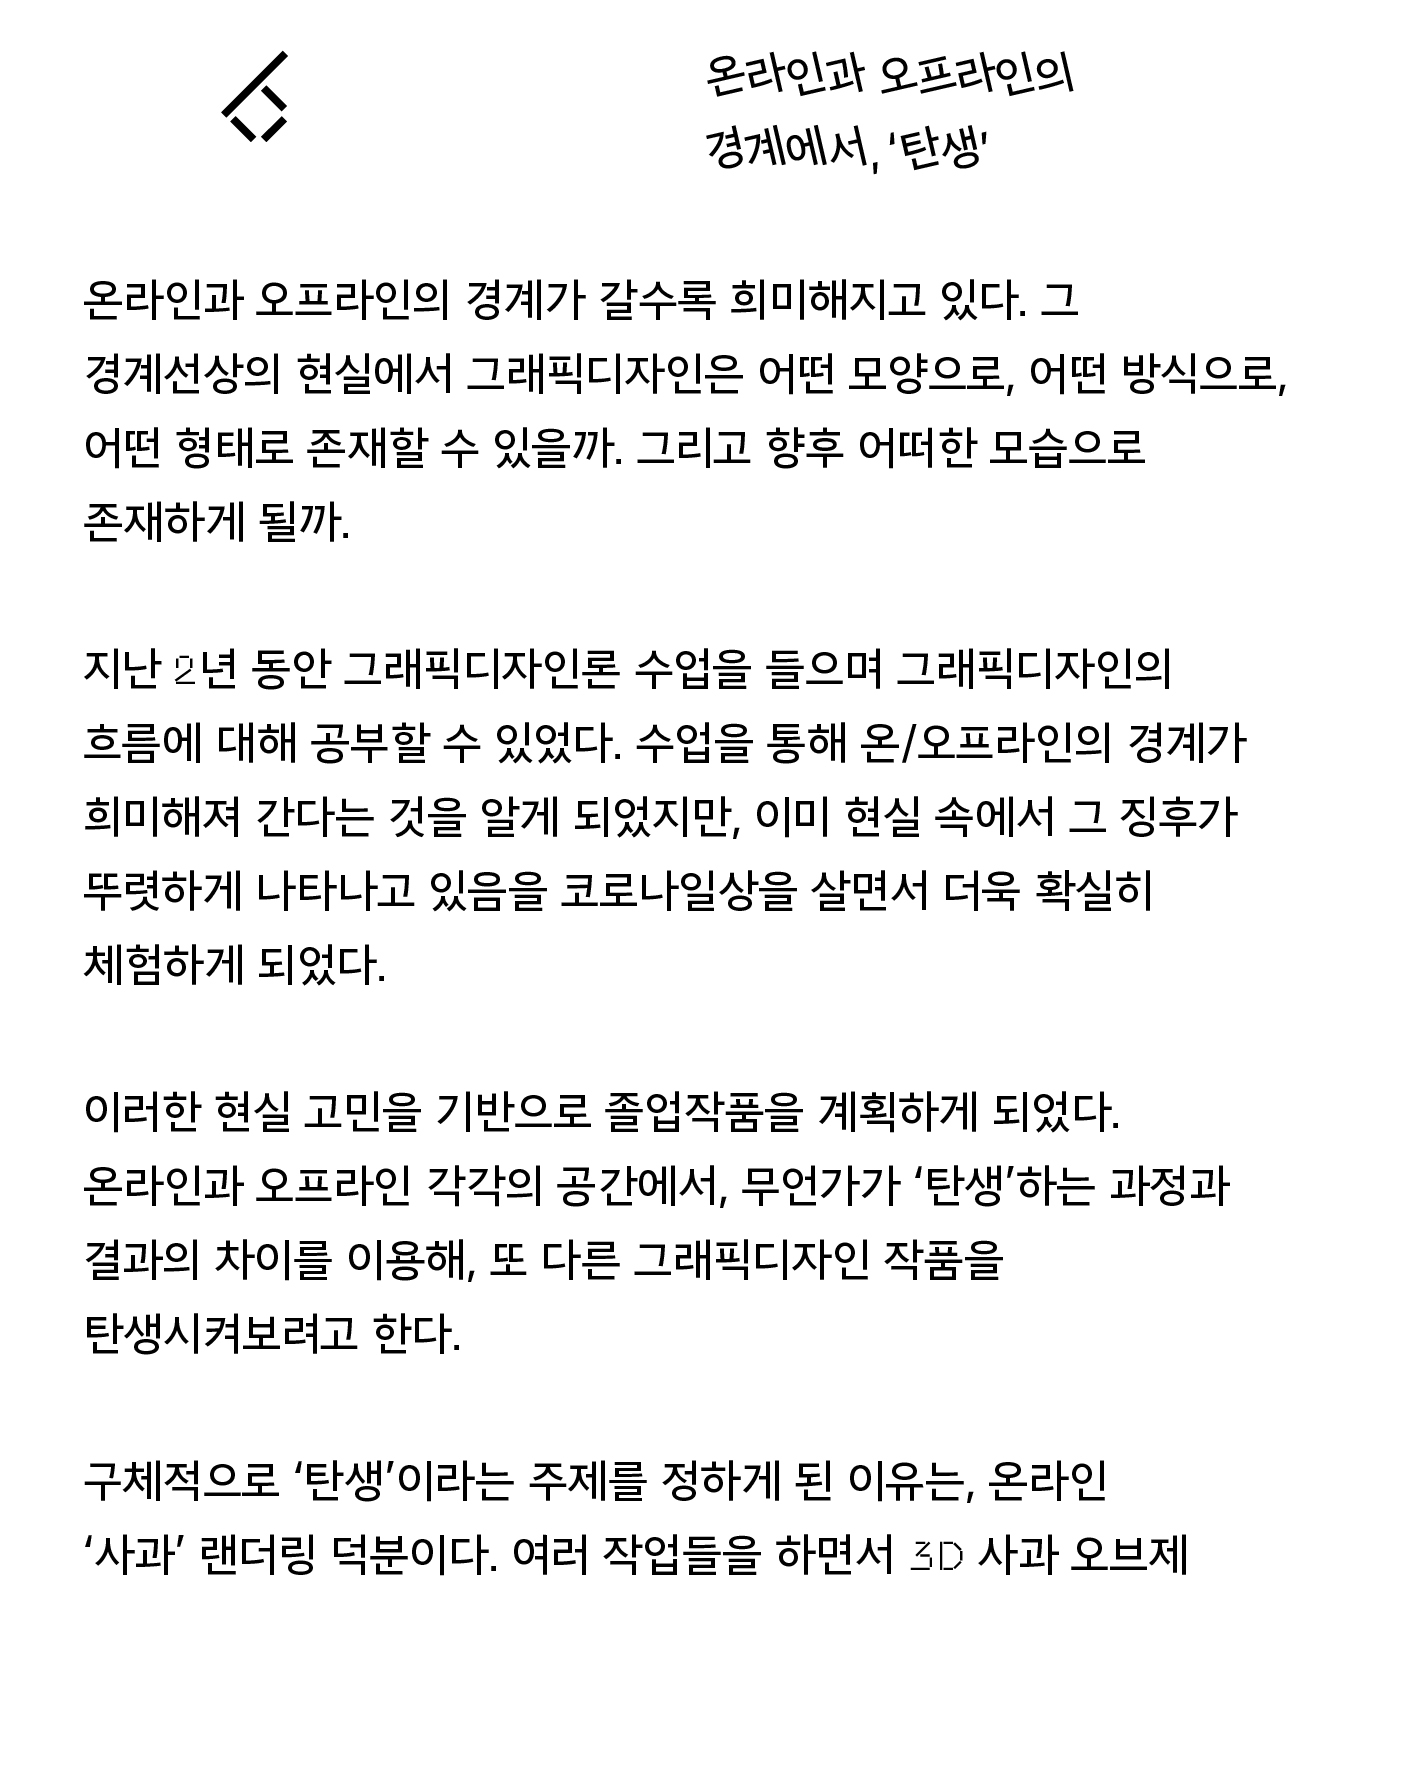 온라인과 오프라인의
경계에서, ‘탄생’
온라인과 오프라인의 경계가 갈수록 희미해지고 있다. 그
경계선상의 현실에서 그래픽디자인은 어떤 모양으로, 어떤 방식으로,
어떤 형태로 존재할 수 있을까. 그리고 향후 어떠한 모습으로
존재하게 될까.
지난 2년 동안 그래픽디자인론 수업을 들으며 그래픽디자인의
흐름에 대해 공부할 수 있었다. 수업을 통해 온/오프라인의 경계가
희미해져 간다는 것을 알게 되었지만, 이미 현실 속에서 그 징후가
뚜렷하게 나타나고 있음을 코로나일상을 살면서 더욱 확실히
체험하게 되었다.
이러한 현실 고민을 기반으로 졸업작품을 계획하게 되었다.
온라인과 오프라인 각각의 공간에서, 무언가가 ‘탄생’하는 과정과
결과의 차이를 이용해, 또 다른 그래픽디자인 작품을
탄생시켜보려고 한다.
구체적으로 ‘탄생’이라는 주제를 정하게 된 이유는, 온라인
‘사과’ 랜더링 덕분이다. 여러 작업들을 하면서 3D 사과 오브제